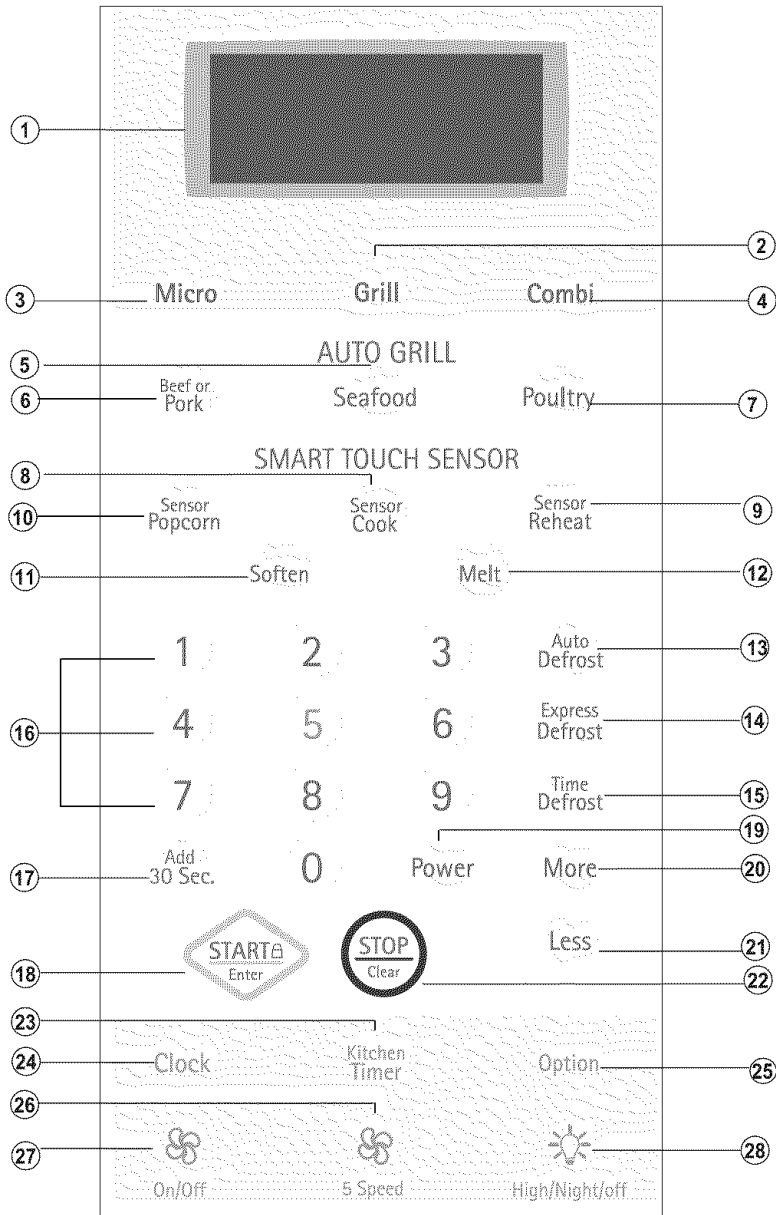 1
2
3 Micro Grill Combi 4
5 AUTO GRILL
6 Beef or Pork Seafood Poultry 7
8 SMART TOUCH SENSOR
10 Sensor Popcorn Sensor Cook Sensor Reheat 9
11 Soften Melt 12
1 2 3 Auto Defrost 13
16 4 5 6 Express Defrost 14
7 8 9 Time Defrost 15
19
17 Add 30 Sec. 0 Power More 20
18 START Enter STOP Clear Less 21
22
23
24 Clock Kitchen Timer Option 25
26
27 28
On/Off 5 Speed High/Night/off